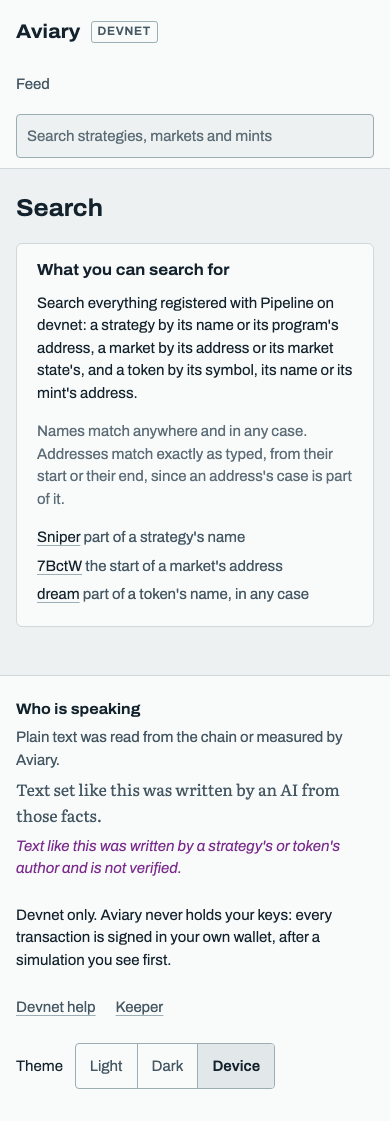 Aviary DEVNET
Feed
Search strategies, markets and mints
Search
What you can search for
Search everything registered with Pipeline on
devnet: a strategy by its name or its program's
address, a market by its address or its market
state's, and a token by its symbol, its name or its
mint's address.
Names match anywhere and in any case.
Addresses match exactly as typed, from their
start or their end, since an address's case is part
of it.
Sniper part of a strategy's name
7BctW the start of a market's address
dream part of a token's name, in any case
Who is speaking
Plain text was read from the chain or measured by
Aviary.
Text set like this was written by an AI from
those facts.
Text like this was written by a strategy's or token's
author and is not verified.
Devnet only. Aviary never holds your keys: every
transaction is signed in your own wallet, after a
simulation you see first.
Devnet help Keeper
Theme Light Dark Device